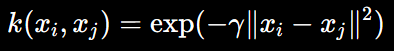 k(x_i, x_j) = exp(−γ‖x_i − x_j‖²)